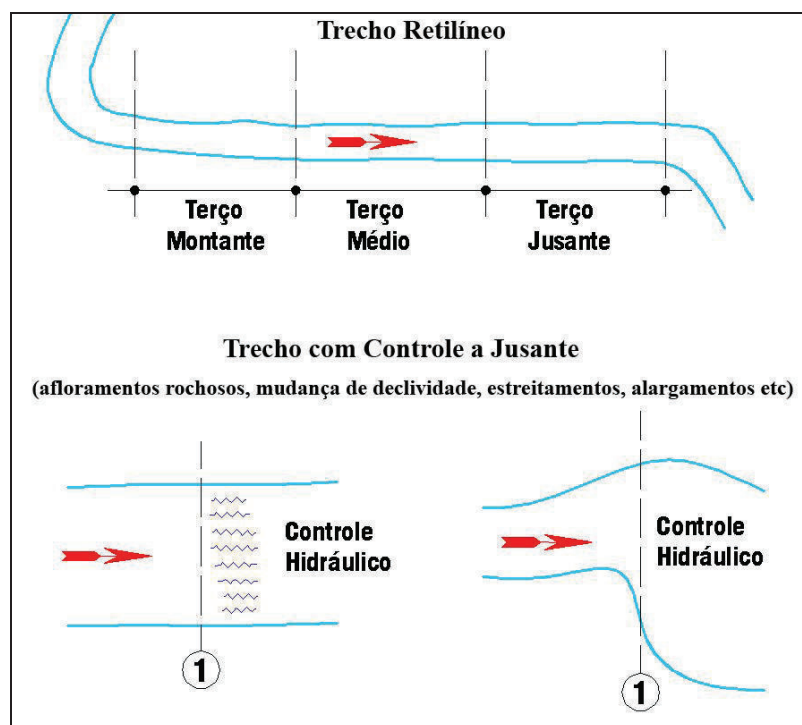 Trecho Retilíneo
Terço
Montante
Terço
Médio
Terço
Jusante
Trecho com Controle a Jusante
(afloramentos rochosos, mudança de declividade, estreitamentos, alargamentos etc)
Controle
Hidráulico
1
Controle
Hidráulico
1